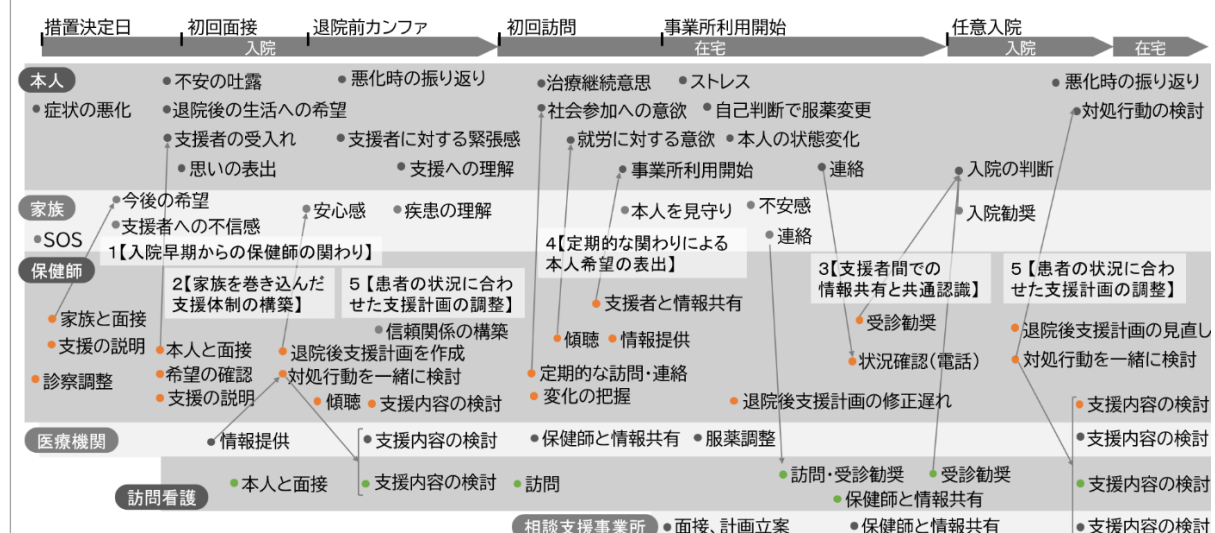 措置決定日
初回面接
退院前カンファ
初回訪問
事業所利用開始
任意入院
入院
在宅
入院
在宅
本人
不安の吐露
悪化時の振り返り
治療継続意思
ストレス
悪化時の振り返り
症状の悪化
退院後の生活への希望
社会参加への意欲
自己判断で服薬変更
対処行動の検討
支援者の受入れ
支援者に対する緊張感
就労に対する意欲
本人の状態変化
思いの表出
支援への理解
事業所利用開始
連絡
入院の判断
家族
今後の希望
安心感
疾患の理解
本人を見守り
不安感
入院勧奨
支援者への不信感
SOS
連絡
1【入院早期からの保健師の関わり】
4【定期的な関わりによる
本人希望の表出】
保健師
2【家族を巻き込んだ
支援体制の構築】
5【患者の状況に合わ
せた支援計画の調整】
3【支援者間での
情報共有と共通認識】
5【患者の状況に合わ
せた支援計画の調整】
支援者と情報共有
家族と面接
信頼関係の構築
受診勧奨
退院後支援計画の見直し
支援の説明
本人と面接
退院後支援計画を作成
傾聴
情報提供
状況確認(電話)
対処行動を一緒に検討
診察調整
希望の確認
対処行動を一緒に検討
定期的な訪問・連絡
支援の説明
傾聴
支援内容の検討
変化の把握
退院後支援計画の修正遅れ
支援内容の検討
医療機関
情報提供
支援内容の検討
保健師と情報共有
服薬調整
支援内容の検討
訪問看護
本人と面接
支援内容の検討
訪問
訪問・受診勧奨
受診勧奨
支援内容の検討
保健師と情報共有
相談支援事業所
面接、計画立案
保健師と情報共有
支援内容の検討